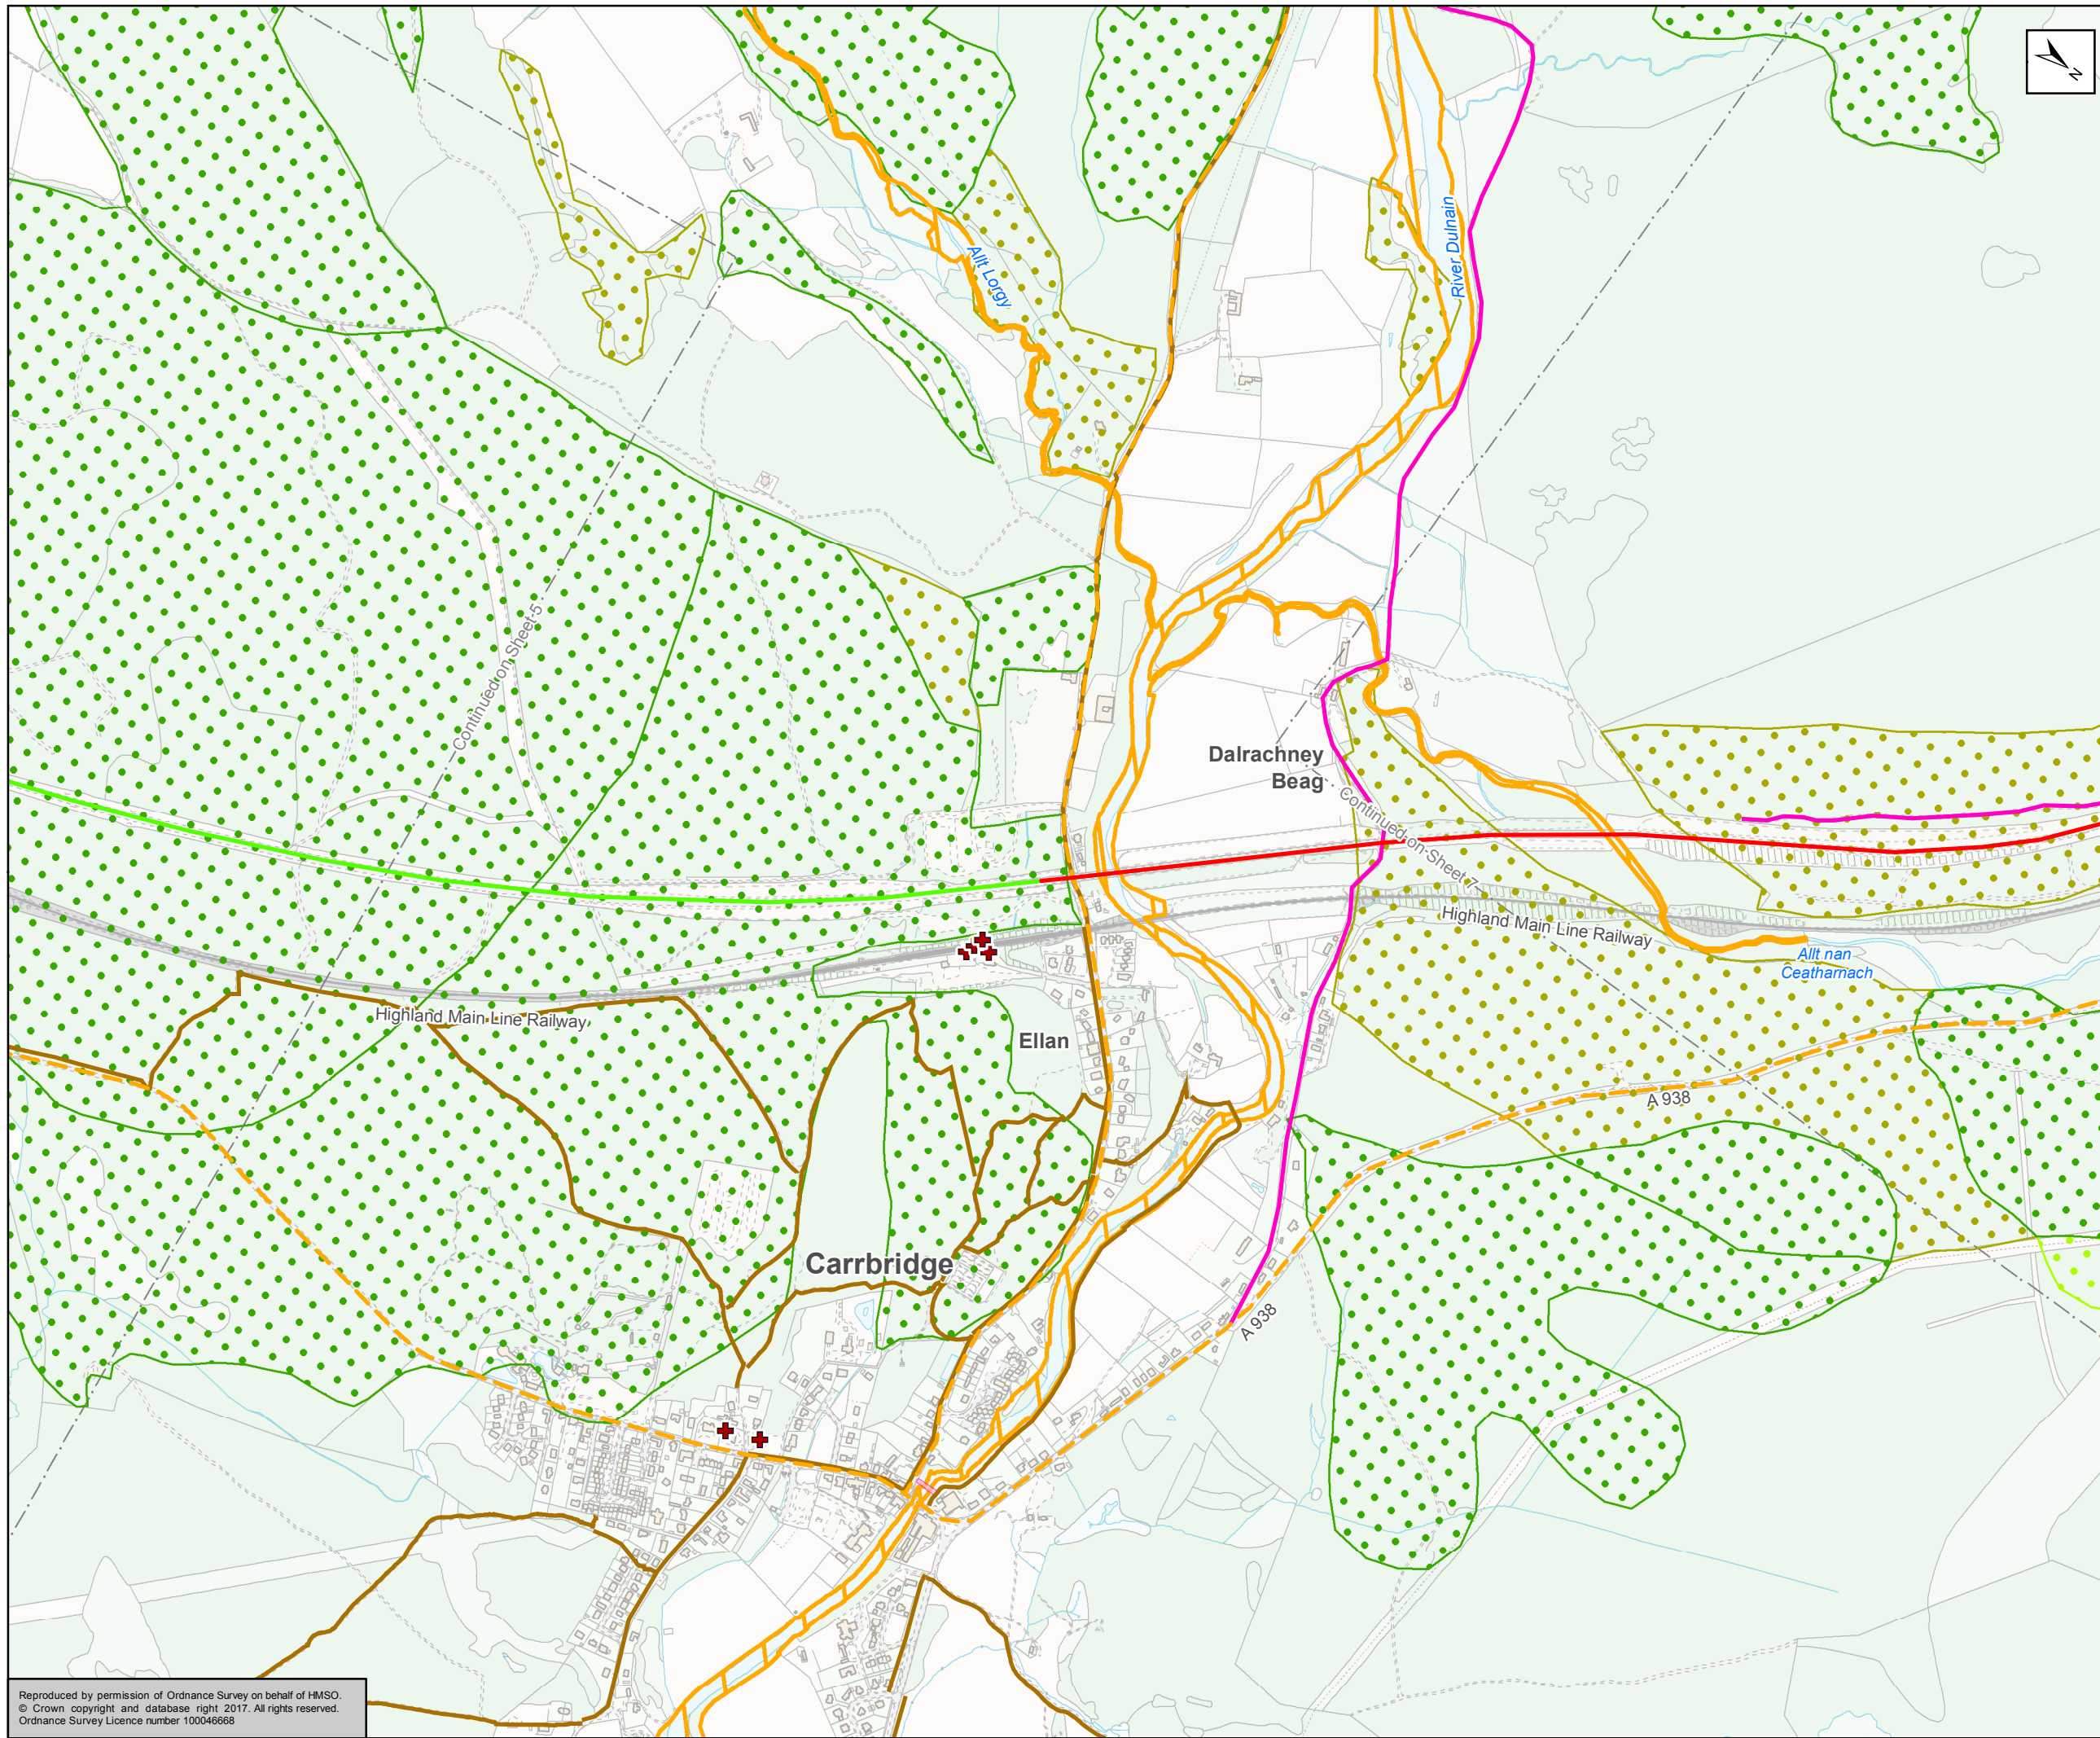 N
River Dulnain
Allt Lorgy
Continued on Sheet 5
Dalrachney
Beag
Continued on Sheet 7
Highland Main Line Railway
Allt nan
Ceatharnach
Highland Main Line Railway
Ellan
A 938
Carrbridge
A 938
Reproduced by permission of Ordnance Survey on behalf of HMSO.
© Crown copyright and database right 2017. All rights reserved.
Ordnance Survey Licence number 100046668